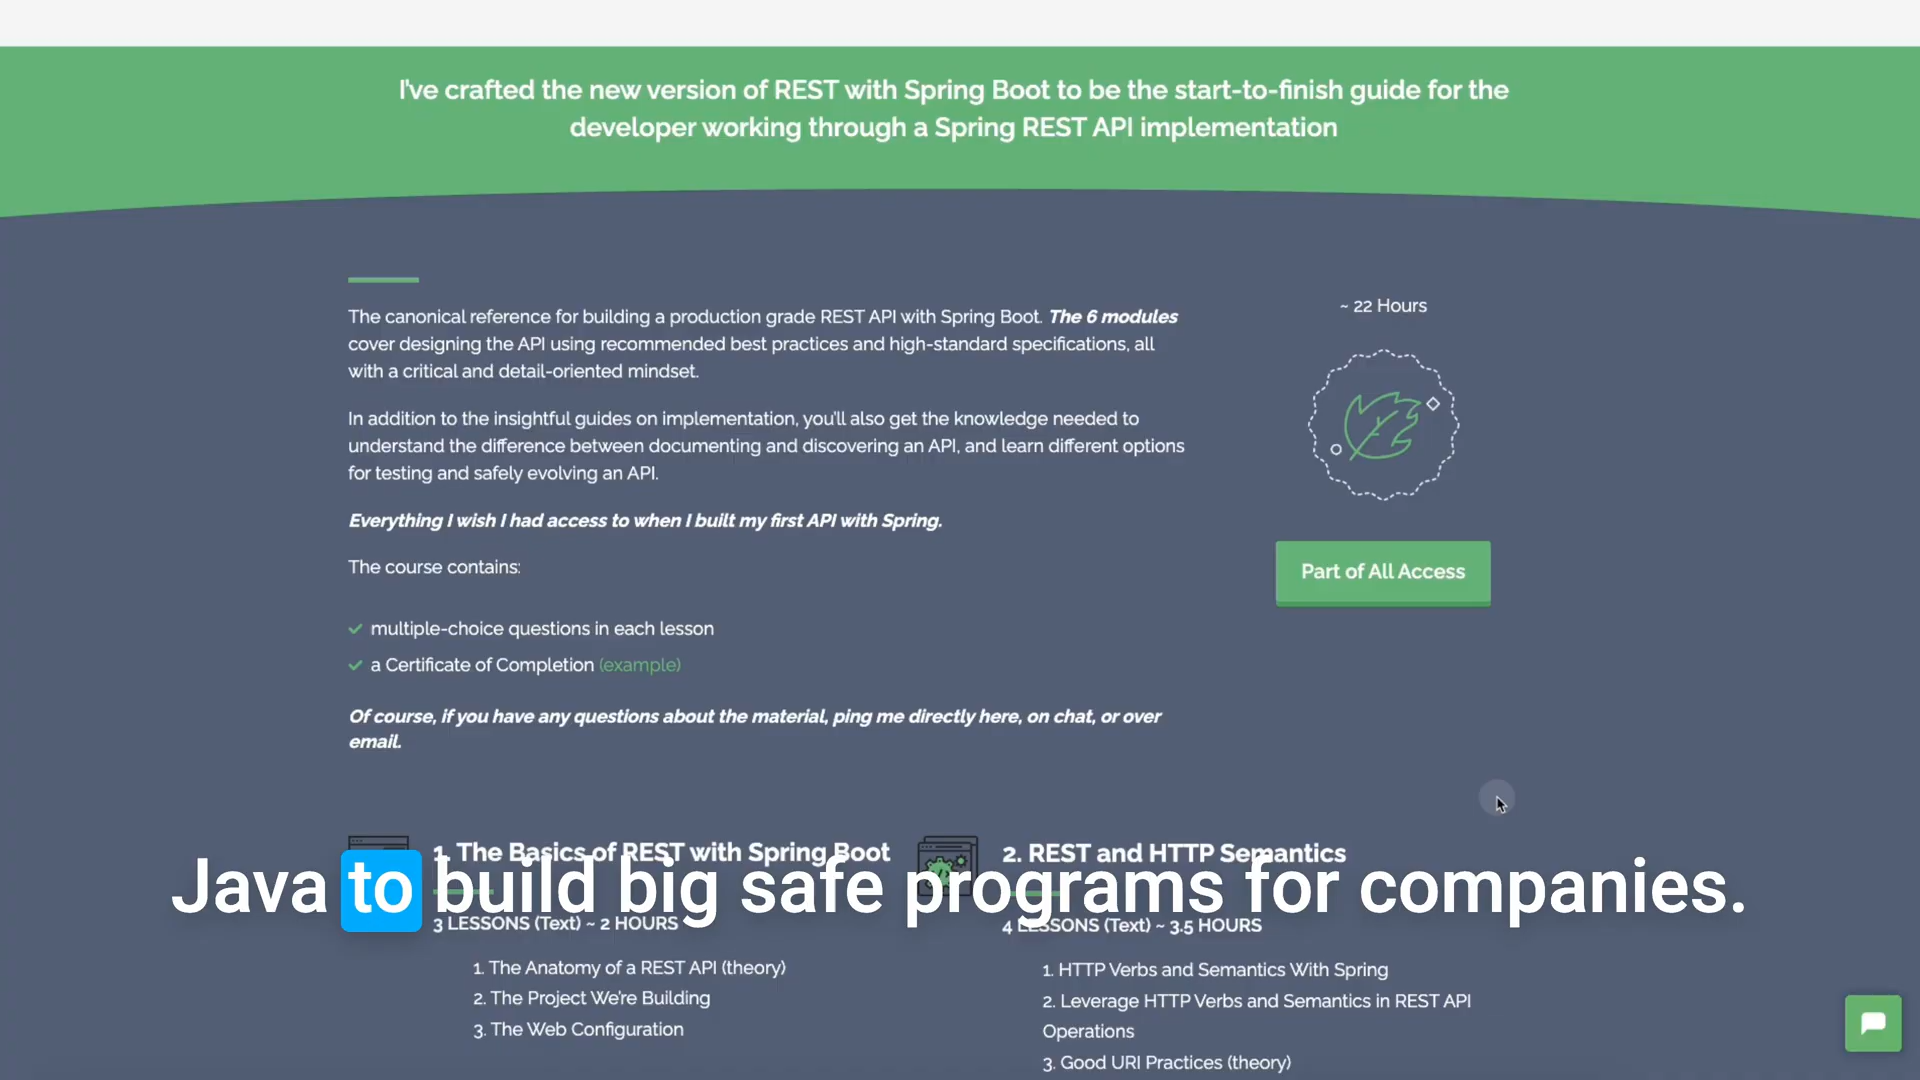 I've crafted the new version of REST with Spring Boot to be the start-to-finish guide for the
developer working through a Spring REST API implementation
The canonical reference for building a production grade REST API with Spring Boot. The 6 modules
cover designing the API using recommended best practices and high-standard specifications, all
with a critical and detail-oriented mindset.
In addition to the insightful guides on implementation, you'll also get the knowledge needed to
understand the difference between documenting and discovering an API, and learn different options
for testing and safely evolving an API.
Everything I wish I had access to when I built my first API with Spring.
The course contains:
multiple-choice questions in each lesson
a Certificate of Completion (example)
Of course, if you have any questions about the material, ping me directly here, on chat, or over
email.
~ 22 Hours
Part of All Access
1. The Basics of REST with Spring Boot
3 LESSONS (Text) ~ 2 HOURS
1. The Anatomy of a REST API (theory)
2. The Project We're Building
3. The Web Configuration
2. REST and HTTP Semantics
4 LESSONS (Text) ~ 3.5 HOURS
1. HTTP Verbs and Semantics With Spring
2. Leverage HTTP Verbs and Semantics in REST API
Operations
3. Good URI Practices (theory)
Java to build big safe programs for companies.